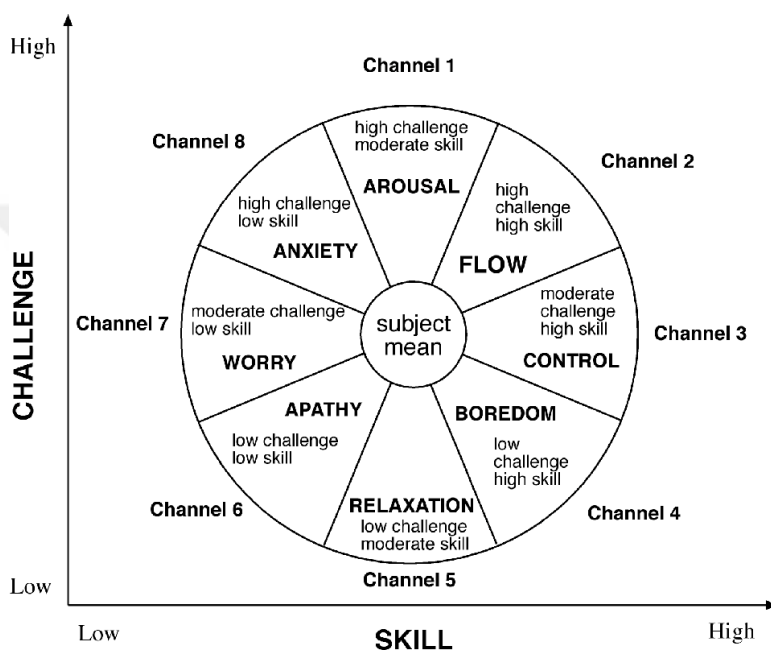 High
Channel 1
Channel 8
high challenge
moderate skill
AROUSAL
Channel 2
high challenge
low skill
ANXIETY
high
challenge
high skill
FLOW
Channel 7
moderate challenge
low skill
WORRY
subject
mean
moderate
challenge
high skill
CONTROL
Channel 3
CHALLENGE
APATHY
low challenge
low skill
Channel 6
BOREDOM
low
challenge
high skill
Channel 4
RELAXATION
low challenge
moderate skill
Channel 5
Low
Low
SKILL
High